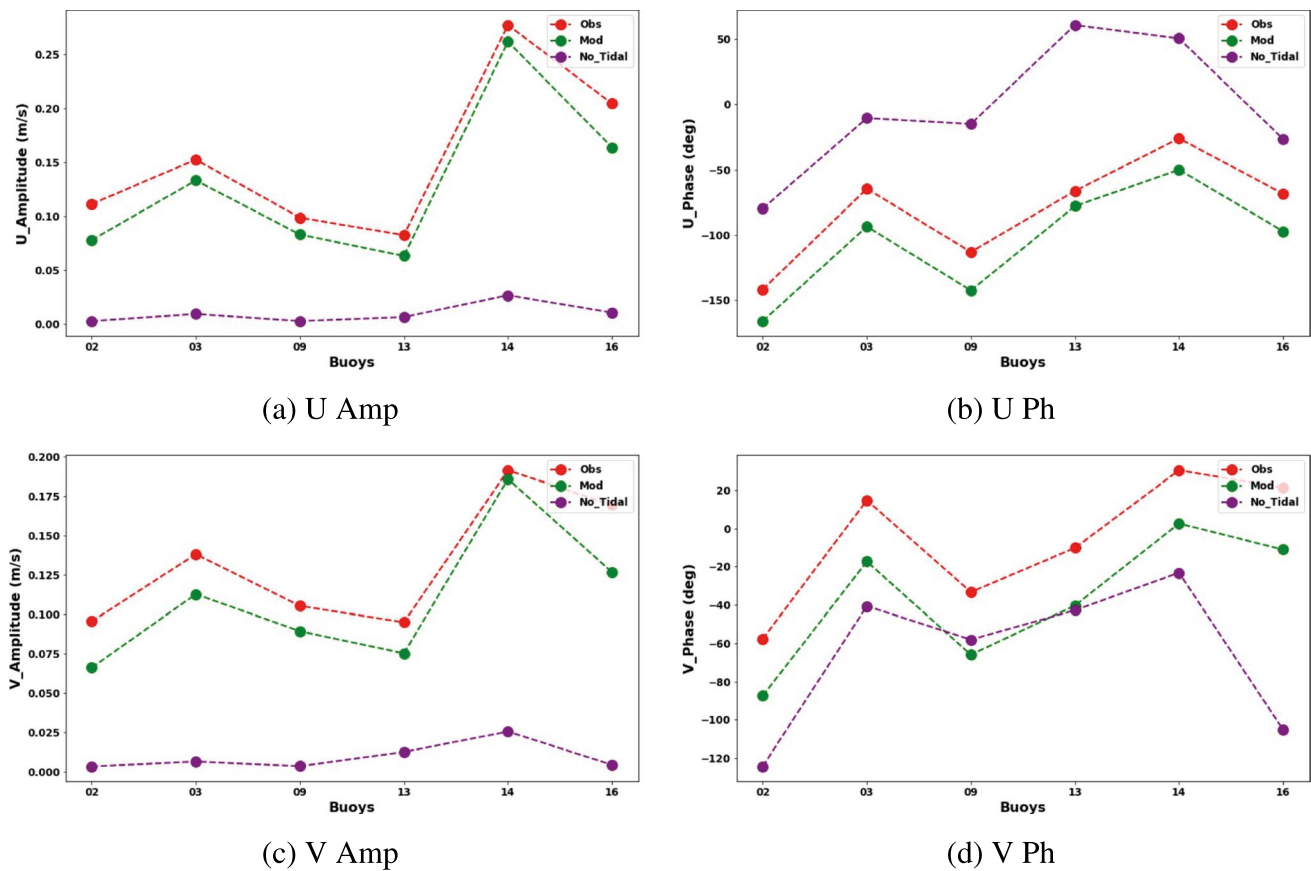 U_Amplitude (m/s)
0.25
0.20
0.15
0.10
0.05
0.00
02 03 09 13 14 16
Buoys
Obs
Mod
No_Tidal
(a) U Amp
U_Phase (deg)
50
0
−50
−100
−150
02 03 09 13 14 16
Buoys
Obs
Mod
No_Tidal
(b) U Ph
V_Amplitude (m/s)
0.200
0.175
0.150
0.125
0.100
0.075
0.050
0.025
0.000
02 03 09 13 14 16
Buoys
Obs
Mod
No_Tidal
(c) V Amp
V_Phase (deg)
20
0
−20
−40
−60
−80
−100
−120
02 03 09 13 14 16
Buoys
Obs
Mod
No_Tidal
(d) V Ph